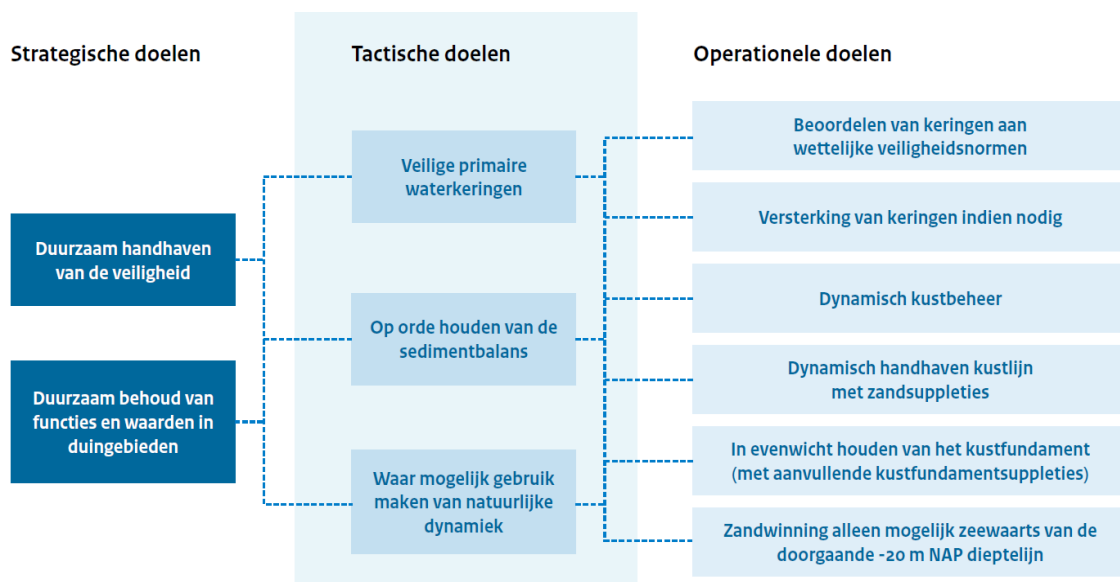 Strategische doelen
Tactische doelen
Operationele doelen
Duurzaam handhaven
van de veiligheid
Duurzaam behoud van
functies en waarden in
duingebieden
Veilige primaire
waterkeringen
Op orde houden van de
sedimentbalans
Waar mogelijk gebruik
maken van natuurlijke
dynamiek
Beoordelen van keringen aan
wettelijke veiligheidsnormen
Versterking van keringen indien nodig
Dynamisch kustbeheer
Dynamisch handhaven kustlijn
met zandsuppleties
In evenwicht houden van het kustfundament
(met aanvullende kustfundamentsuppleties)
Zandwinning alleen mogelijk zeewaarts van de
doorgaande -20 m NAP dieptelijn